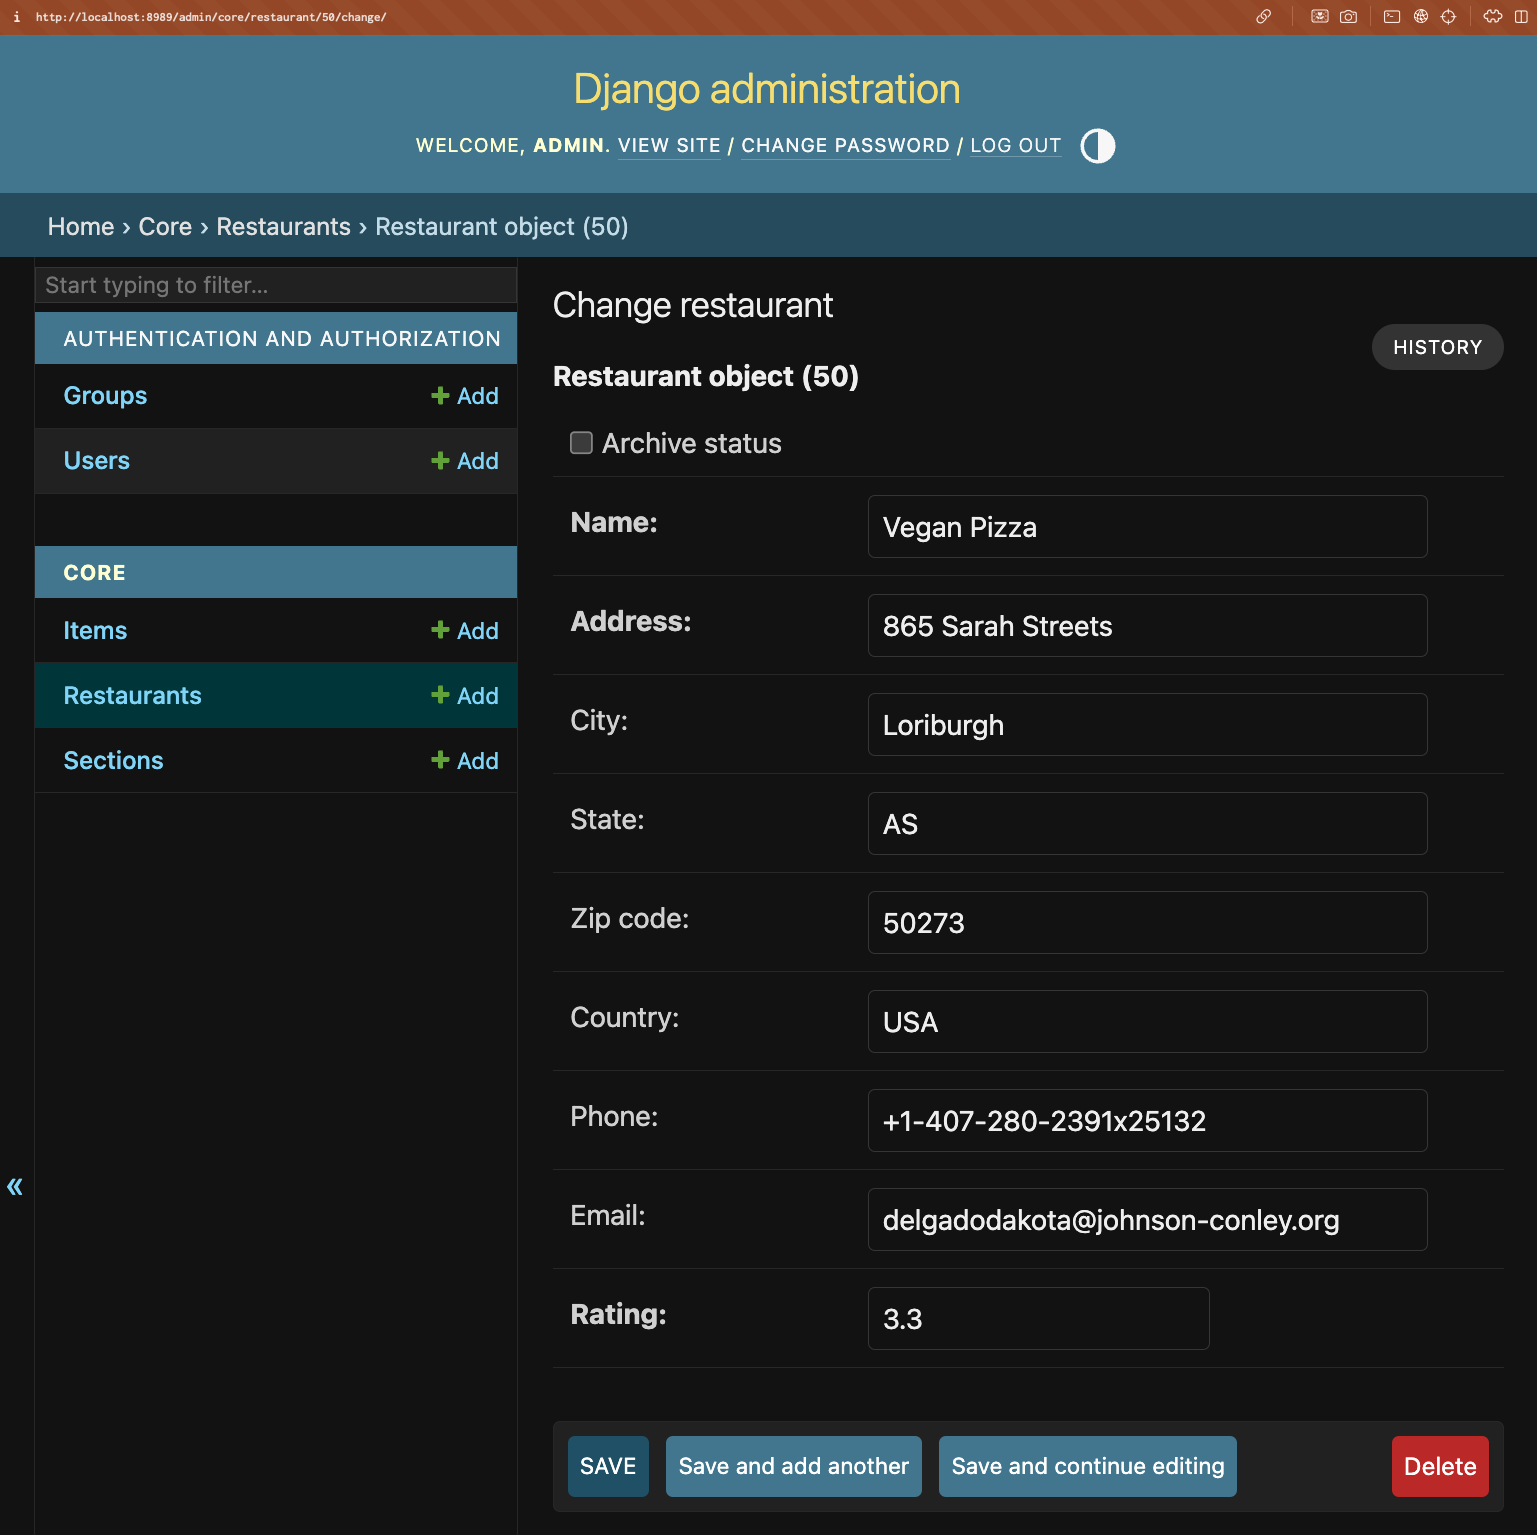 http://localhost:8989/admin/core/restaurant/50/change/
Django administration
WELCOME, ADMIN. VIEW SITE / CHANGE PASSWORD / LOG OUT
Home › Core › Restaurants › Restaurant object (50)
Start typing to filter...
AUTHENTICATION AND AUTHORIZATION
Groups Add
Users Add
CORE
Items Add
Restaurants Add
Sections Add
Change restaurant
HISTORY
Restaurant object (50)
Archive status
Name: Vegan Pizza
Address: 865 Sarah Streets
City: Loriburgh
State: AS
Zip code: 50273
Country: USA
Phone: +1-407-280-2391x25132
Email: delgadodakota@johnson-conley.org
Rating: 3.3
SAVE Save and add another Save and continue editing Delete